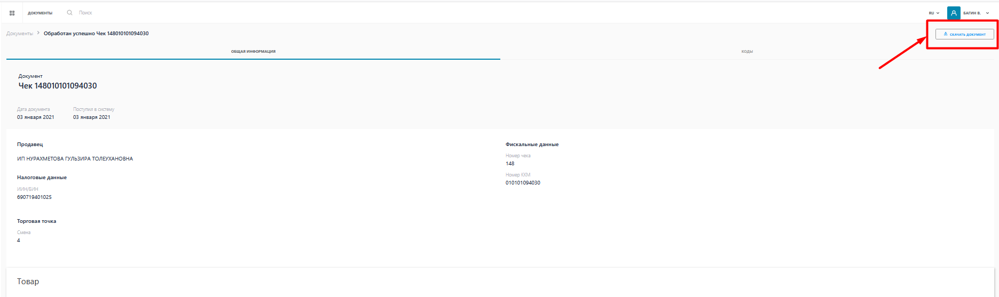 ДОКУМЕНТЫ Поиск RU БАГИН В.
Документы > Обработан успешно Чек 148010101094030 СКАЧАТЬ ДОКУМЕНТ
ОБЩАЯ ИНФОРМАЦИЯ КОДЫ
Документ
Чек 148010101094030
Дата документа Поступил в систему
03 января 2021 03 января 2021
Продавец Фискальные данные
ИП НУРАХМЕТОВА ГУЛЬЗИРА ТОЛЕУХАНОВНА Номер чека
148
Налоговые данные Номер ККМ
ИИН/БИН 010101094030
690719401025
Торговая точка
Смена
4
Товар